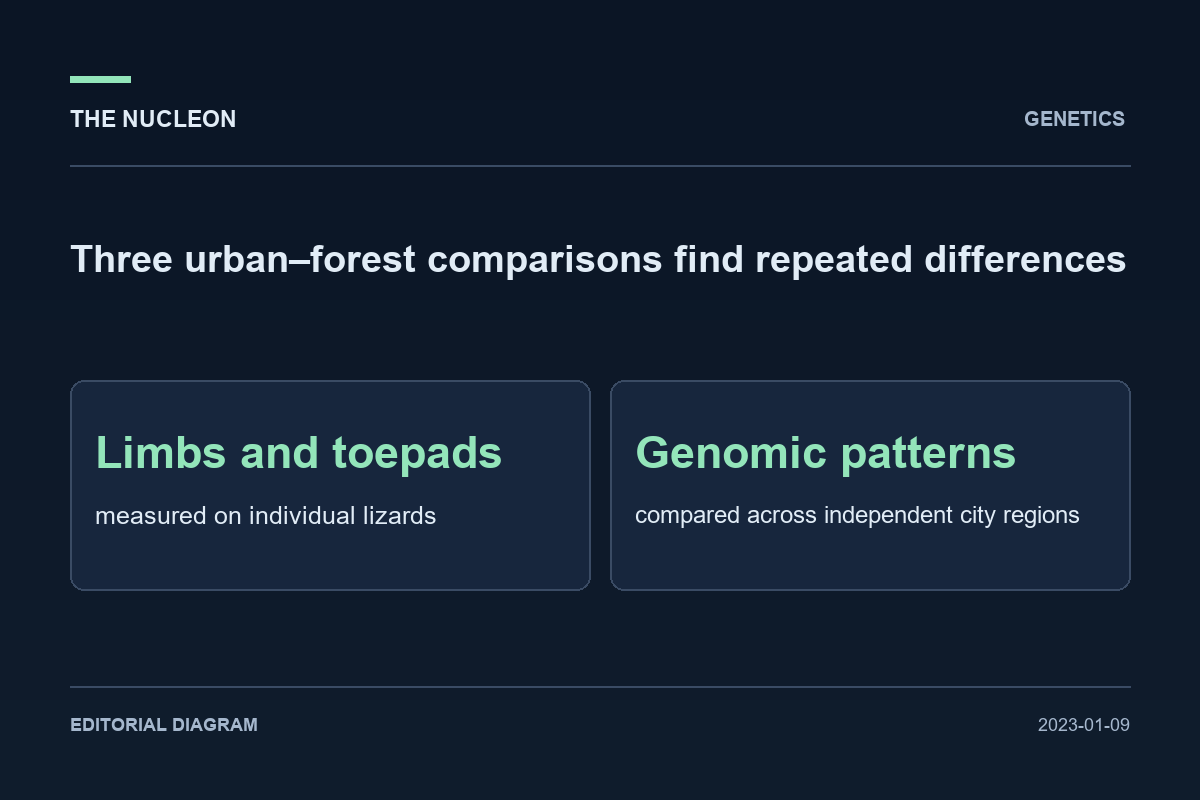 THE NUCLEON
GENETICS
Three urban–forest comparisons find repeated differences
Limbs and toepads
measured on individual lizards
Genomic patterns
compared across independent city regions
EDITORIAL DIAGRAM
2023-01-09